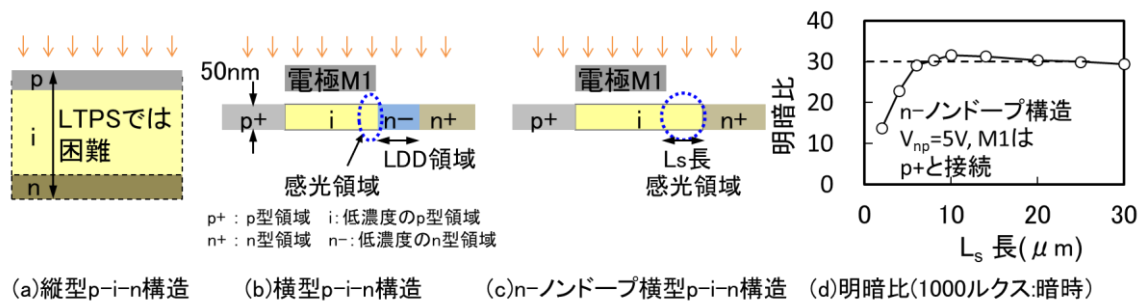 p
i
n
LTPSでは
困難
(a)縦型p-i-n構造
50nm
電極M1
p+
i
n-
n+
LDD領域
感光領域
p+ : p型領域 i:低濃度のp型領域
n+ : n型領域 n-:低濃度のn型領域
(b)横型p-i-n構造
電極M1
p+
i
n+
Ls長
感光領域
(c)n-ノンドープ横型p-i-n構造
明暗比
40
30
20
10
0
n-ノンドープ構造
Vnp=5V, M1は
p+と接続
0 10 20 30
Ls 長(μm)
(d)明暗比(1000ルクス:暗時)